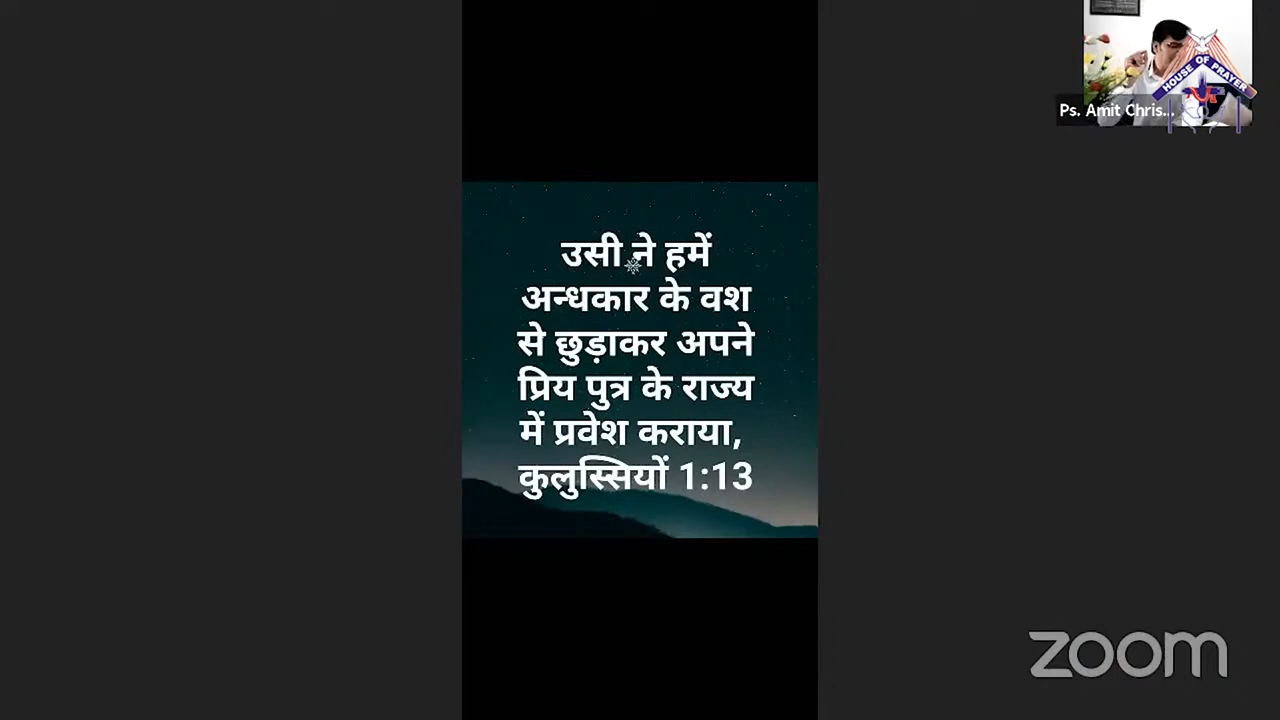 HOUSE OF PRAYER
Ps. Amit Chris...
उसी ने हमें
अन्धकार के वश
से छुड़ाकर अपने
प्रिय पुत्र के राज्य
में प्रवेश कराया,
कुलुस्सियों 1:13
zoom